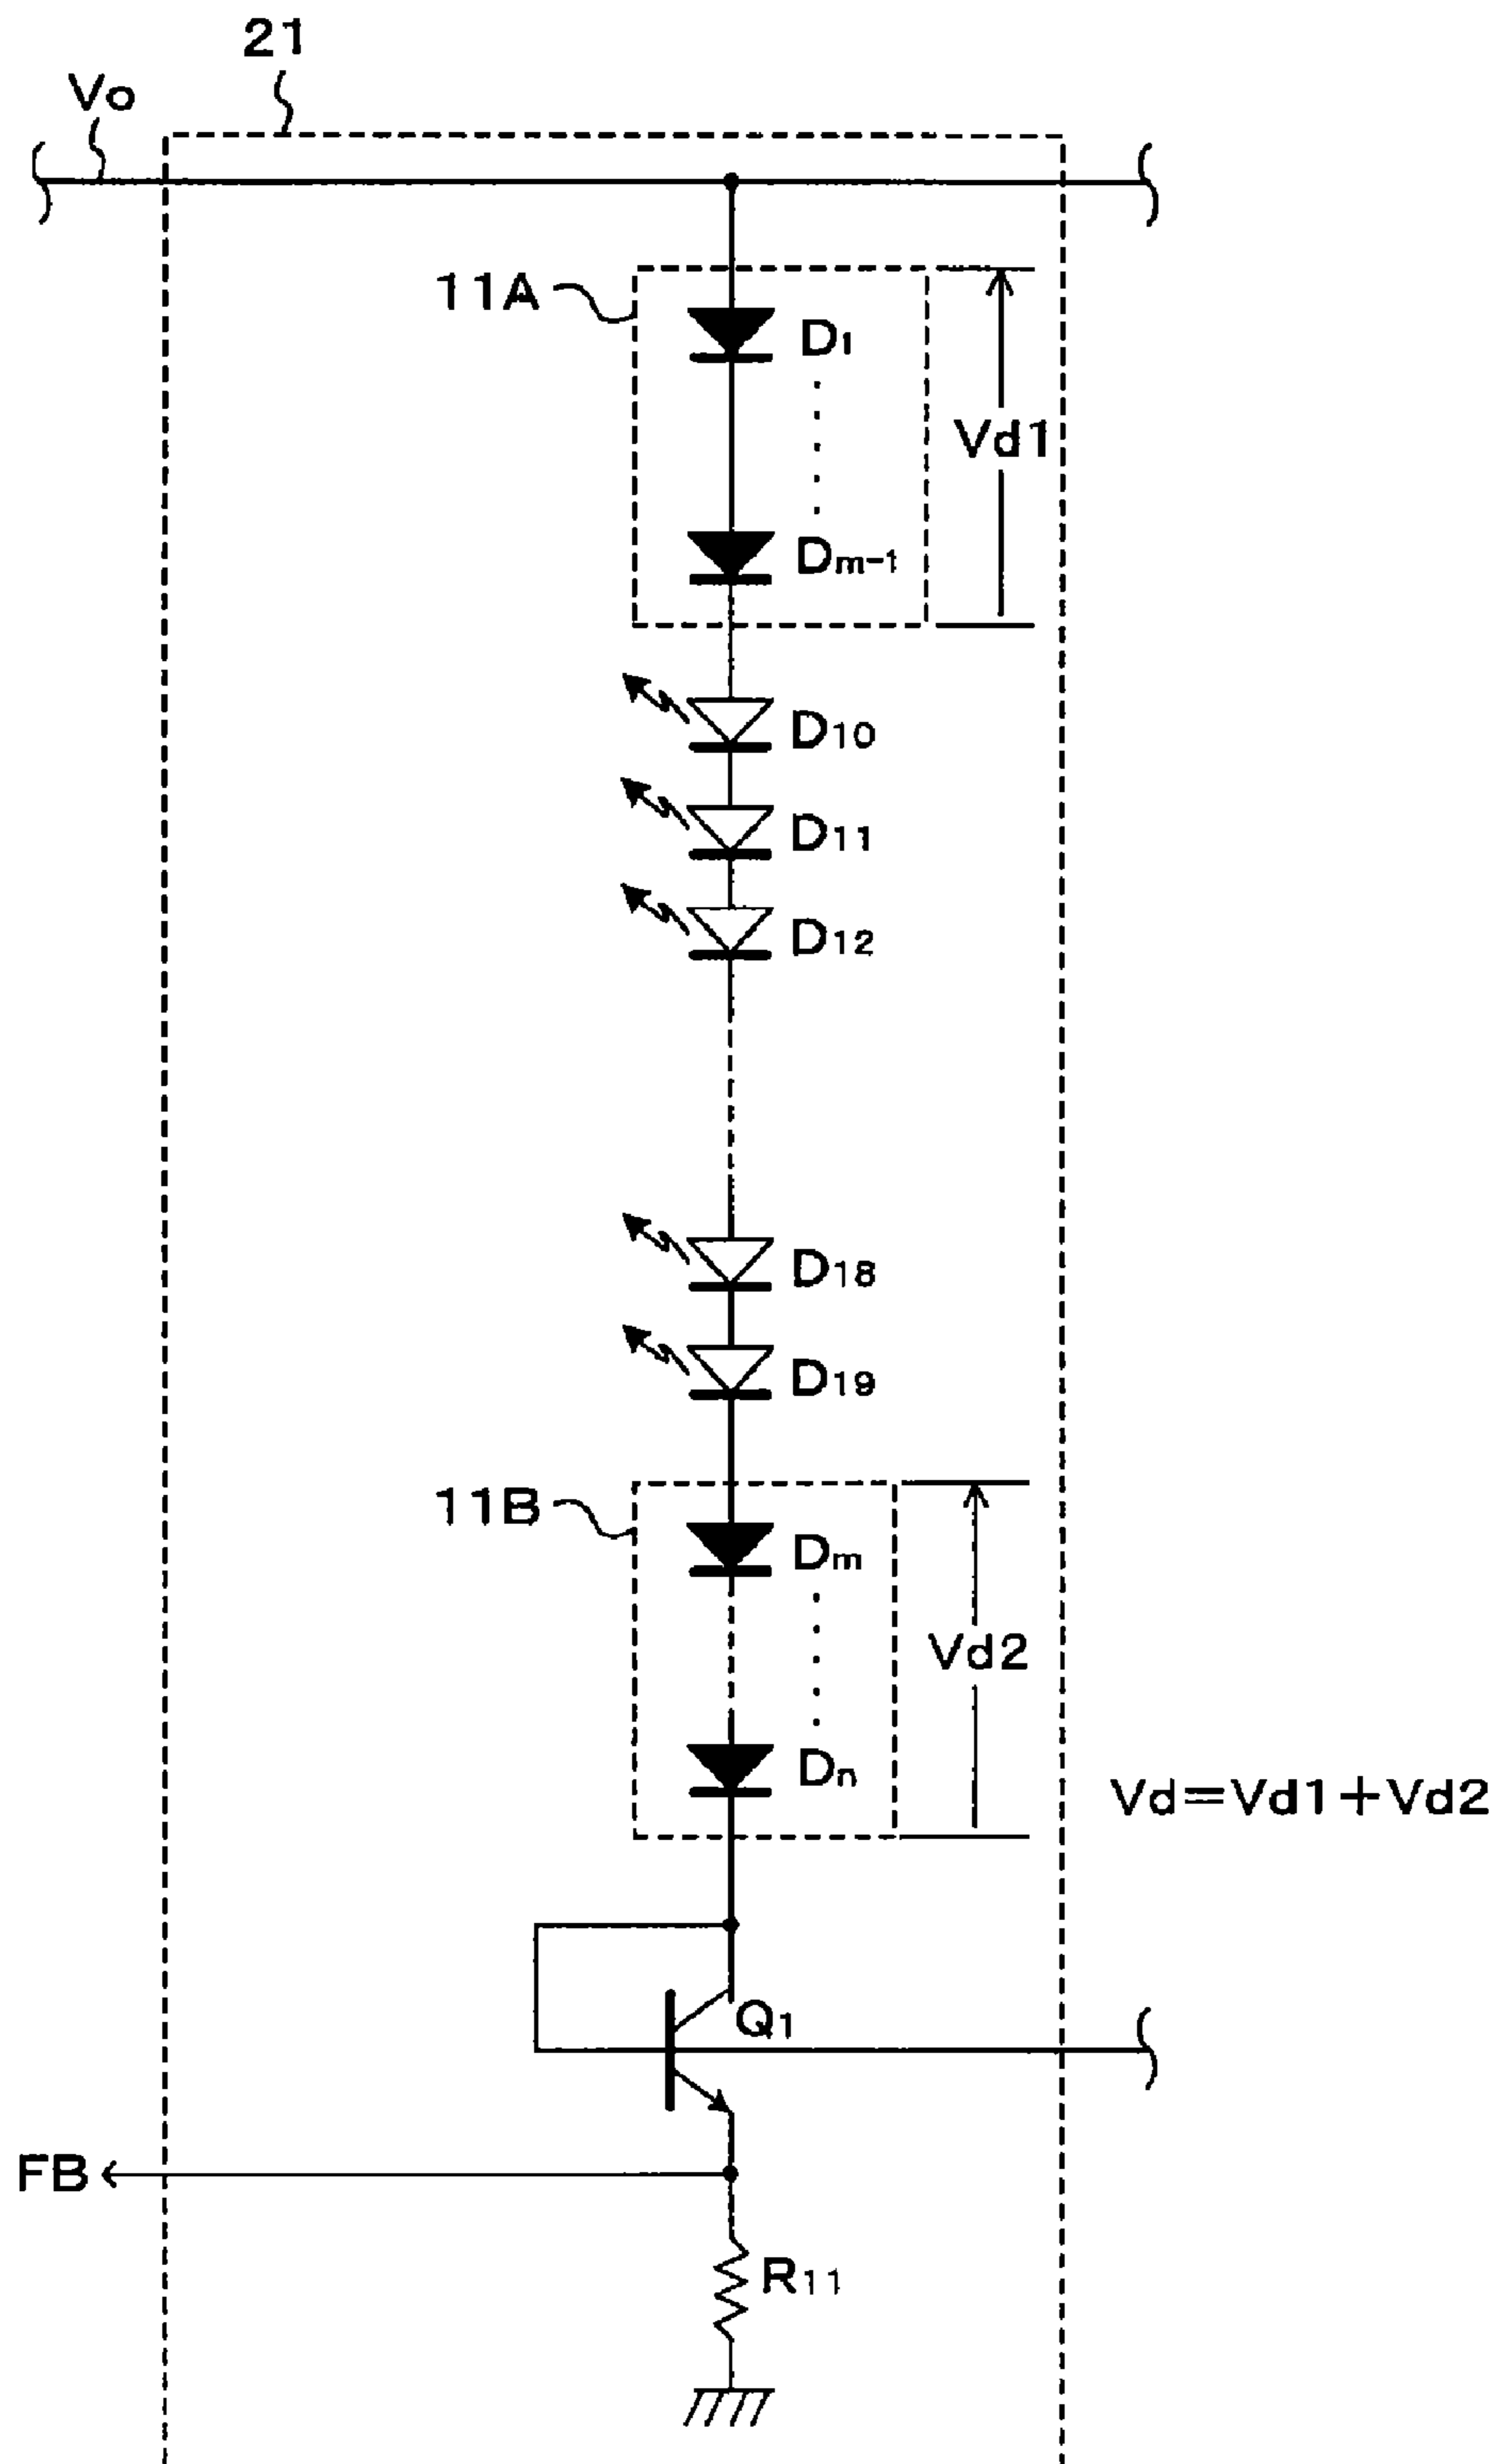 21
Vo
11A
D1
Vd1
Dm-1
D10
D11
D12
D18
D19
11B
Dm
Vd2
Dn
Vd=Vd1+Vd2
Q1
FB
R11